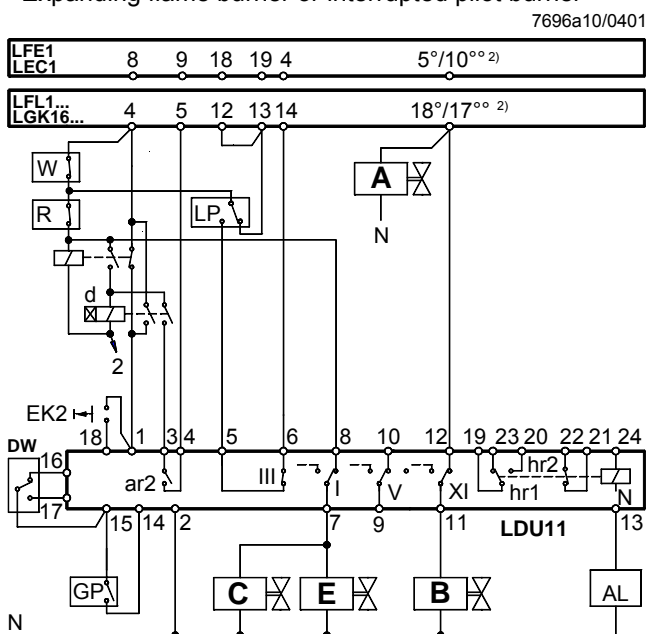 Expanding flame burner or interrupted pilot burner
7696a10/0401
LFE1
LEC1
8 9 18 19 4 5°/10°° 2)
LFL1...
LGK16...
4 5 12 13 14 18°/17°° 2)
W
A
R
LP
N
d
2
EK2
18 1 3 4 5 6 8 10 12 19 23 20 22 21 24
DW
16
ar2 III I V XI hr1 hr2 N
17
15 14 2 7 9 11 LDU11 13
GP C E B AL
N